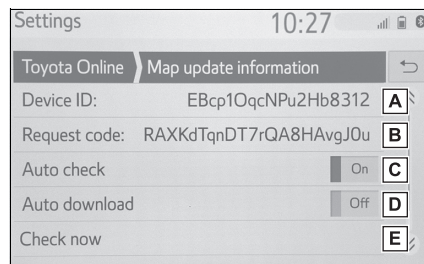 Settings 10:27
Toyota Online Map update information
Device ID: EBcp1OqcNPu2Hb8312 A
Request code: RAXKdTqnDT7rQA8HAvgJ0u B
Auto check On C
Auto download Off D
Check now E